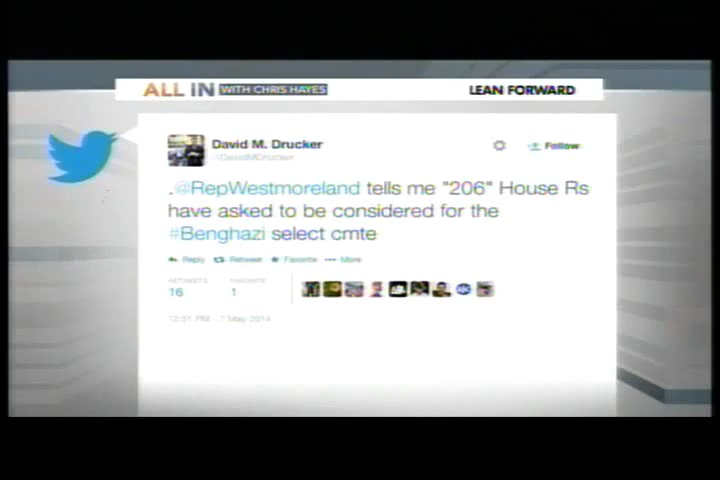 ALL IN WITH CHRIS HAYES LEAN FORWARD
David M. Drucker Follow
@DavidMDrucker
.@RepWestmoreland tells me "206" House Rs
have asked to be considered for the
#Benghazi select cmte
Reply Retweet Favorite More
RETWEETS FAVORITE
16 1
12:51 PM - 7 May 2014